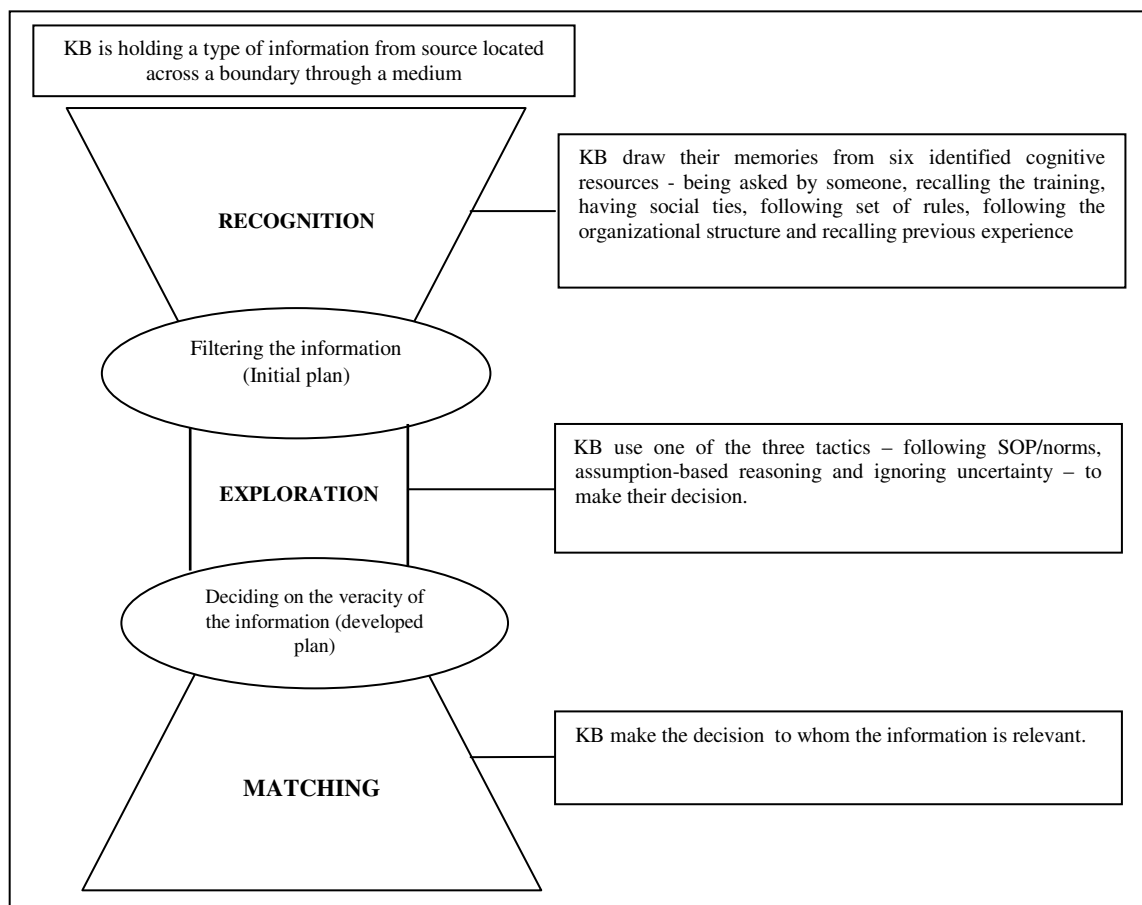 KB is holding a type of information from source located
across a boundary through a medium
KB draw their memories from six identified cognitive
resources - being asked by someone, recalling the training,
having social ties, following set of rules, following the
organizational structure and recalling previous experience
RECOGNITION
Filtering the information
(Initial plan)
KB use one of the three tactics – following SOP/norms,
assumption-based reasoning and ignoring uncertainty – to
make their decision.
EXPLORATION
Deciding on the veracity of
the information (developed
plan)
KB make the decision to whom the information is relevant.
MATCHING